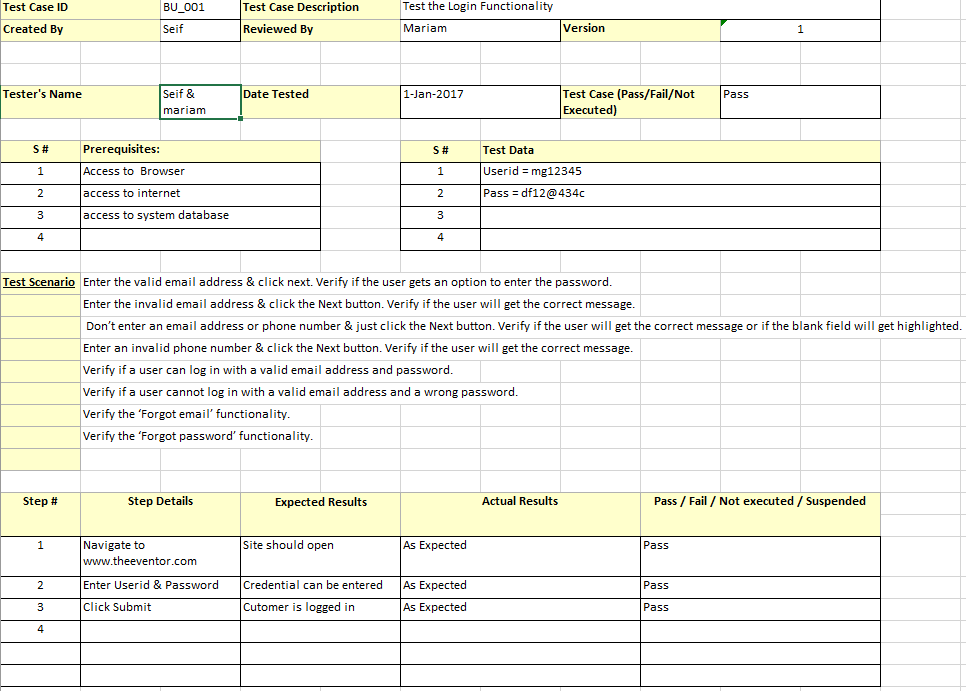 Test Case ID BU_001 Test Case Description Test the Login Functionality
Created By Seif Reviewed By Mariam Version 1
Tester's Name Seif & mariam Date Tested 1-Jan-2017 Test Case (Pass/Fail/Not Executed) Pass
S # Prerequisites: S # Test Data
1 Access to  Browser 1 Userid = mg12345
2 access to internet 2 Pass = df12@434c
3 access to system database 3
4 4
Test Scenario Enter the valid email address & click next. Verify if the user gets an option to enter the password.
Enter the invalid email address & click the Next button. Verify if the user will get the correct message.
Don’t enter an email address or phone number & just click the Next button. Verify if the user will get the correct message or if the blank field will get highlighted.
Enter an invalid phone number & click the Next button. Verify if the user will get the correct message.
Verify if a user can log in with a valid email address and password.
Verify if a user cannot log in with a valid email address and a wrong password.
Verify the ‘Forgot email’ functionality.
Verify the ‘Forgot password’ functionality.
Step # Step Details Expected Results Actual Results Pass / Fail / Not executed / Suspended
1 Navigate to www.theeventor.com Site should open As Expected Pass
2 Enter Userid & Password Credential can be entered As Expected Pass
3 Click Submit Cutomer is logged in As Expected Pass
4